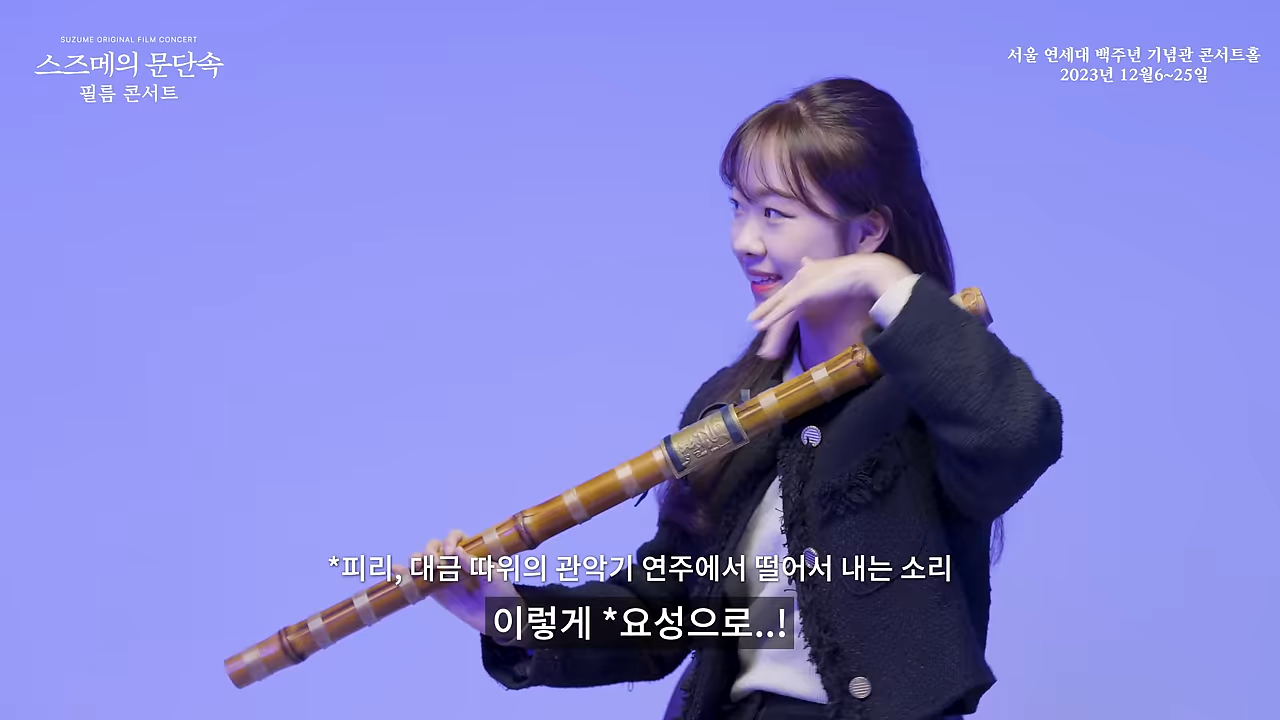 SUZUME ORIGINAL FILM CONCERT
스즈메의 문단속
필름 콘서트
서울 연세대 백주년 기념관 콘서트홀
2023년 12월6~25일
*피리, 대금 따위의 관악기 연주에서 떨어서 내는 소리
이렇게 *요성으로..!